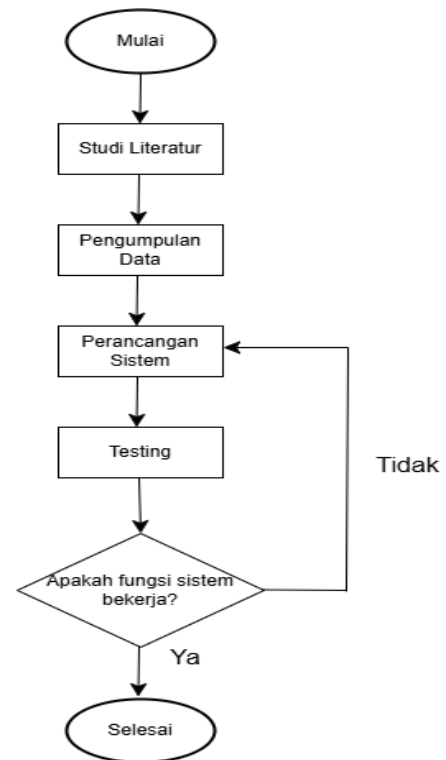 Mulai
Studi Literatur
Pengumpulan
Data
Perancangan
Sistem
Testing
Tidak
Apakah fungsi sistem
bekerja?
Ya
Selesai